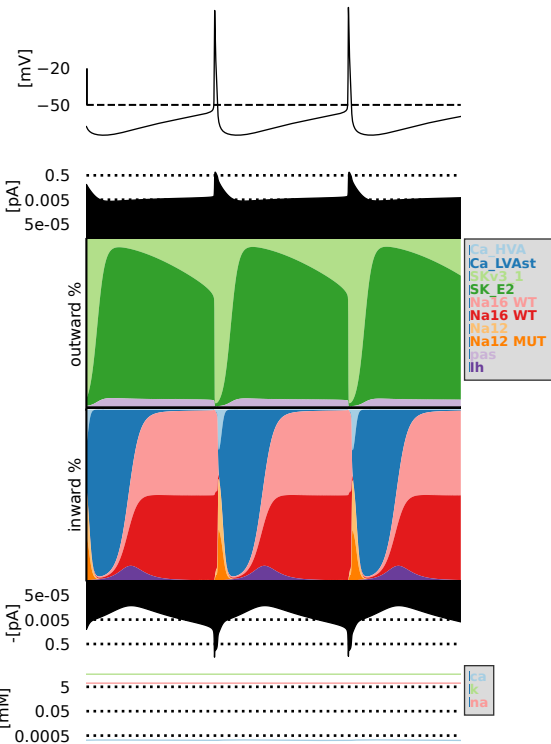 [mV]
−20
−50
[pA]
0.5
0.005
5e-05
outward %
Ca_HVA
Ca_LVAst
SKv3_1
SK_E2
Na16 WT
Na16 WT
Na12
Na12 MUT
pas
Ih
inward %
-[pA]
5e-05
0.005
0.5
[mM]
5
0.05
0.0005
ca
k
na